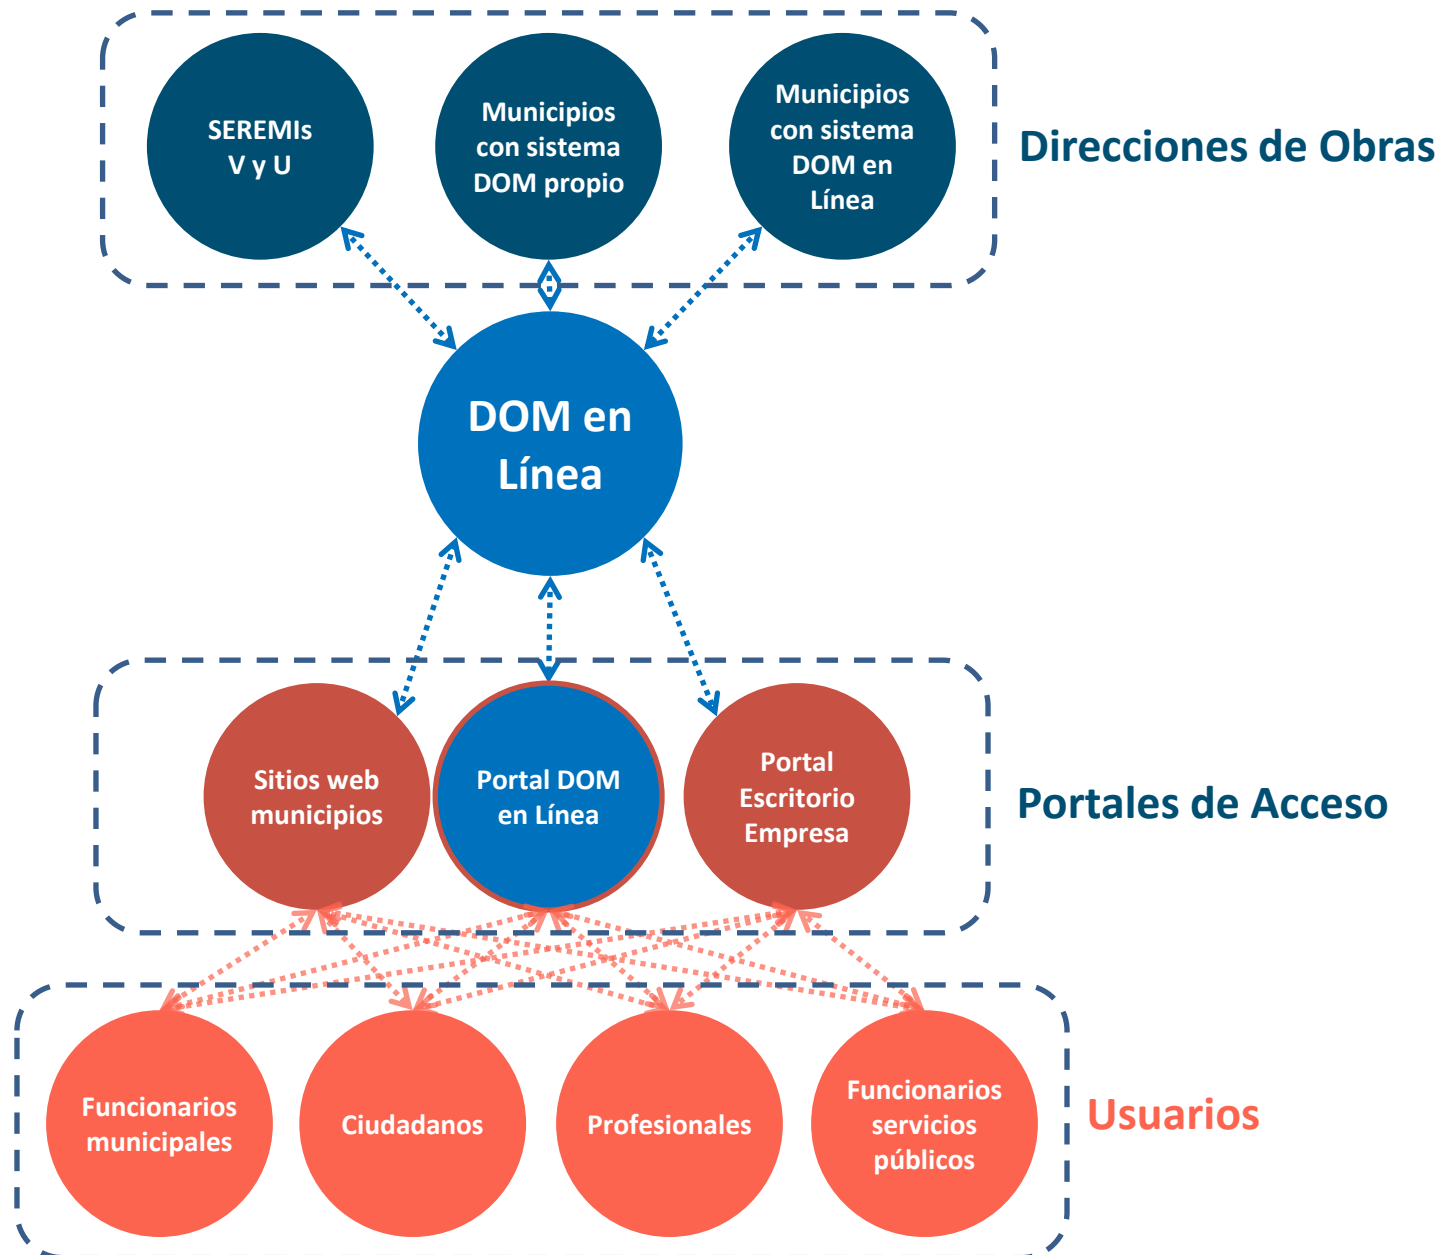 SEREMIs
V y U
Municipios
con sistema
DOM propio
Municipios
con sistema
DOM en
Línea
Direcciones de Obras
DOM en
Línea
Sitios web
municipios
Portal DOM
en Línea
Portal
Escritorio
Empresa
Portales de Acceso
Funcionarios
municipales
Ciudadanos
Profesionales
Funcionarios
servicios
públicos
Usuarios